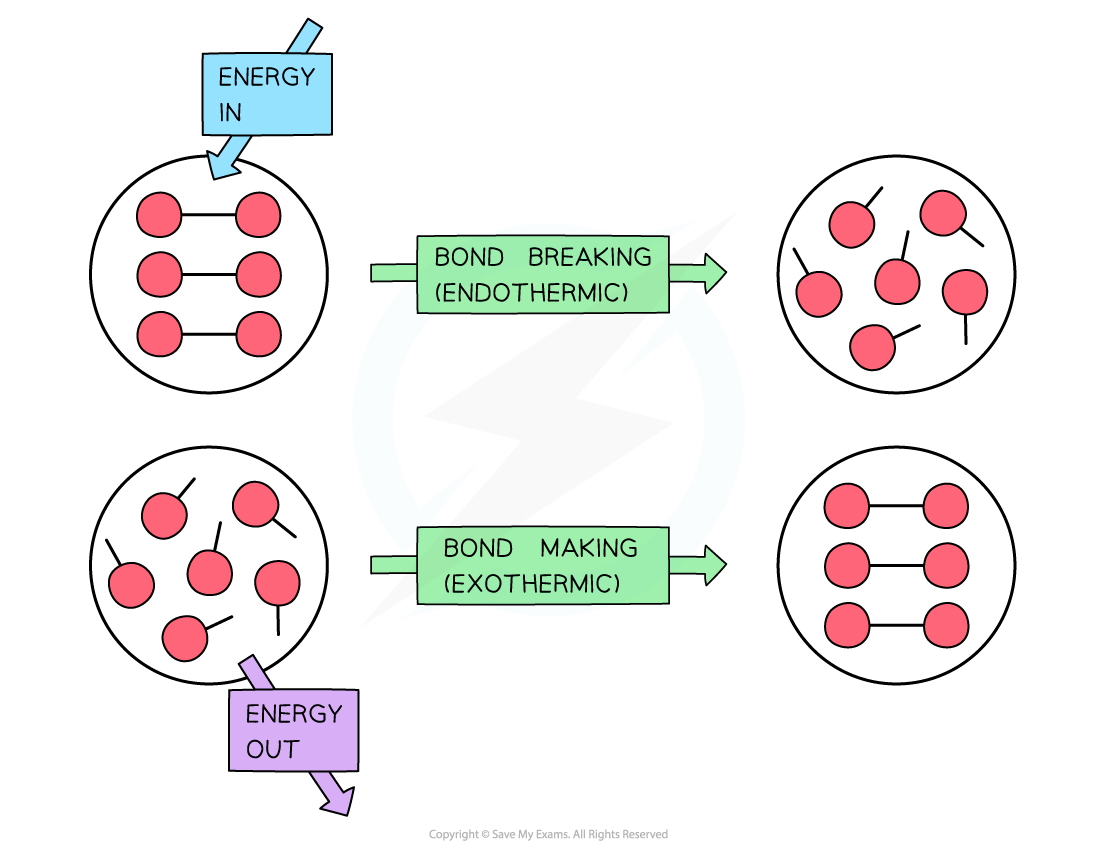 ENERGY
IN
BOND BREAKING
(ENDOTHERMIC)
BOND MAKING
(EXOTHERMIC)
ENERGY
OUT
Copyright © Save My Exams. All Rights Reserved